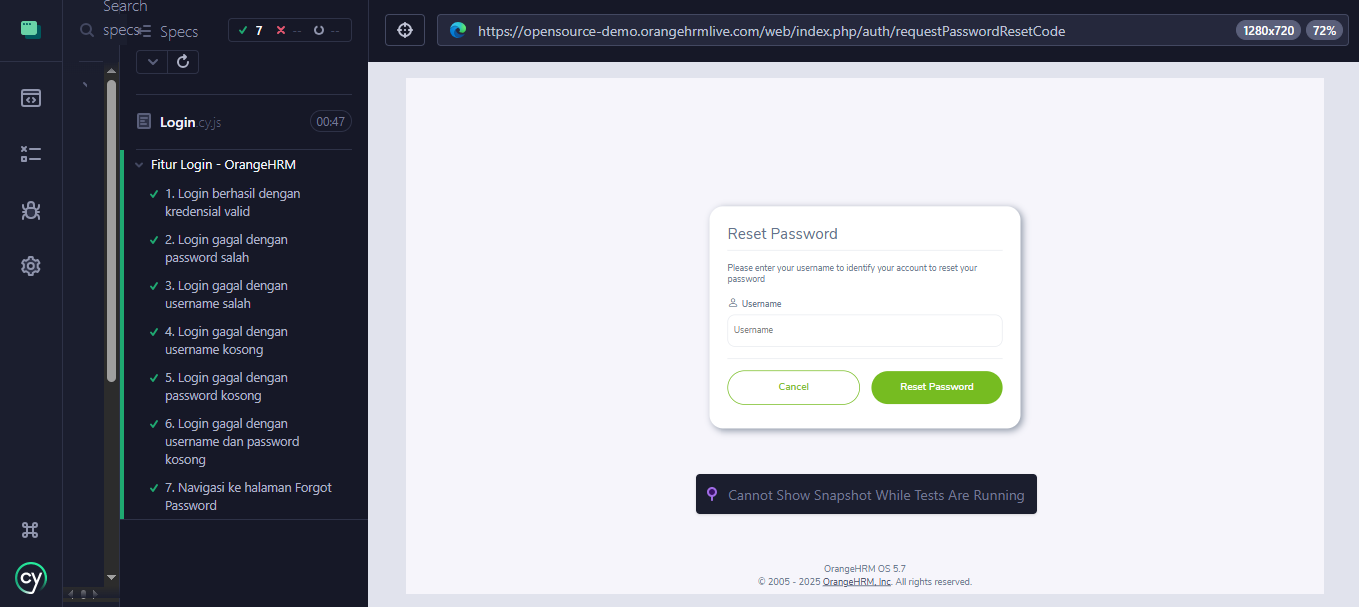 Search
specs
Specs
7
--
--
https://opensource-demo.orangehrmlive.com/web/index.php/auth/requestPasswordResetCode
1280x720
72%
Login.cy.js
00:47
Fitur Login - OrangeHRM
1. Login berhasil dengan
kredensial valid
2. Login gagal dengan
password salah
3. Login gagal dengan
username salah
4. Login gagal dengan
username kosong
5. Login gagal dengan
password kosong
6. Login gagal dengan
username dan password
kosong
7. Navigasi ke halaman Forgot
Password
cy
Reset Password
Please enter your username to identify your account to reset your
password
Username
Username
Cancel
Reset Password
Cannot Show Snapshot While Tests Are Running
OrangeHRM OS 5.7
© 2005 - 2025 OrangeHRM, Inc. All rights reserved.